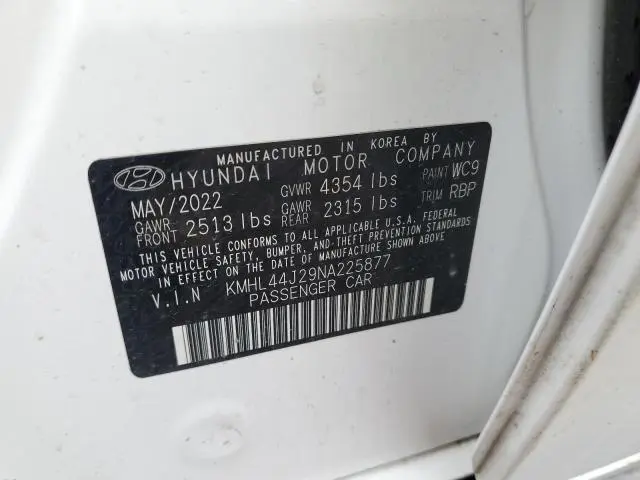 MANUFACTURED IN KOREA BY
HYUNDAI MOTOR COMPANY
MAY/2022 GVWR 4354 lbs PAINT WC9
GAWR FRONT 2513 lbs GAWR REAR 2315 lbs TRIM RBP
THIS VEHICLE CONFORMS TO ALL APPLICABLE U.S.A. FEDERAL
MOTOR VEHICLE SAFETY, BUMPER, AND THEFT PREVENTION STANDARDS
IN EFFECT ON THE DATE OF MANUFACTURE SHOWN ABOVE.
V.I.N KMHL44J29NA225877
PASSENGER CAR